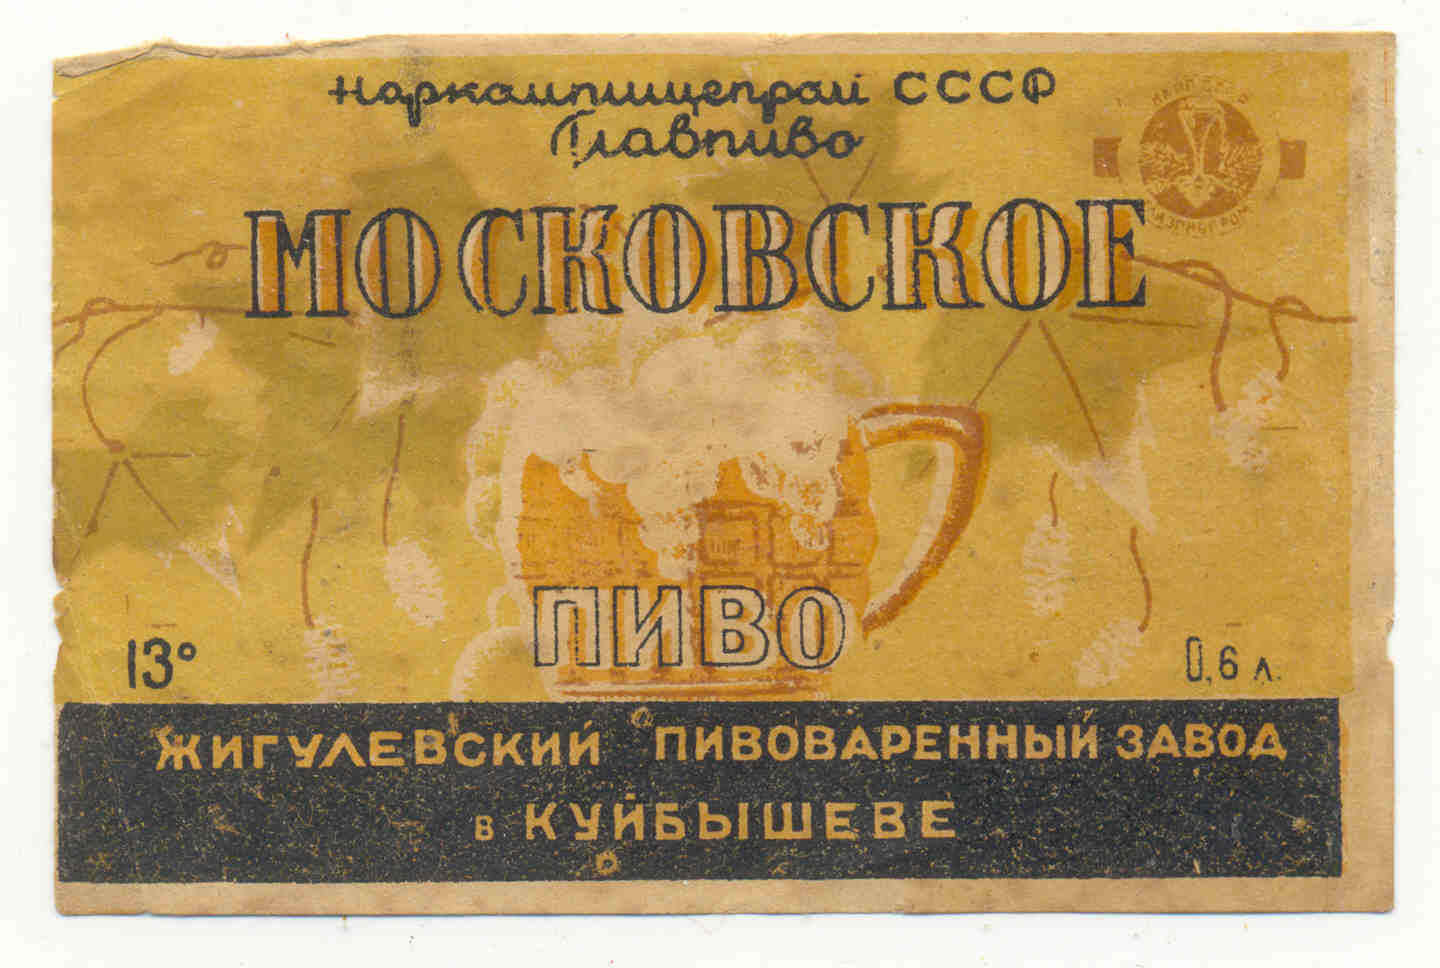 Наркомпищепром СССР
Главпиво
МОСКОВСКОЕ
ПИВО
13°
0,6 л.
ЖИГУЛЕВСКИЙ ПИВОВАРЕННЫЙ ЗАВОД
в КУЙБЫШЕВЕ